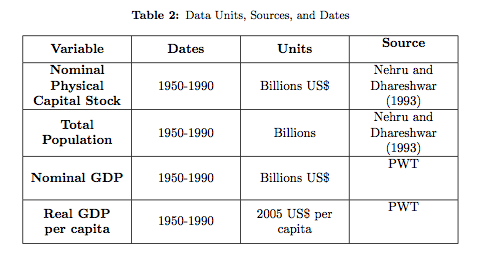 Table 2: Data Units, Sources, and Dates
Variable Dates Units Source
Nominal
Physical
Capital Stock
1950-1990
Billions US$
Nehru and
Dhareshwar
(1993)
Total
Population
1950-1990
Billions
Nehru and
Dhareshwar
(1993)
Nominal GDP
1950-1990
Billions US$
PWT
Real GDP
per capita
1950-1990
2005 US$ per
capita
PWT